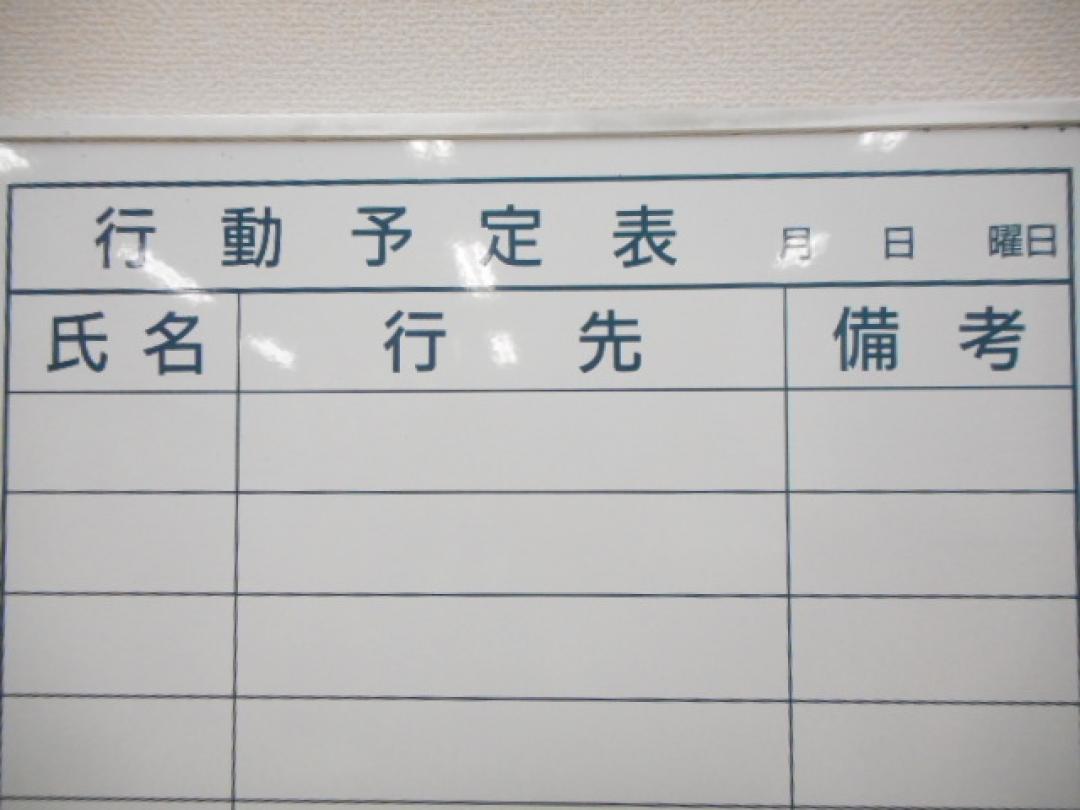 行動予定表 月 日 曜日
氏名 行先 備考